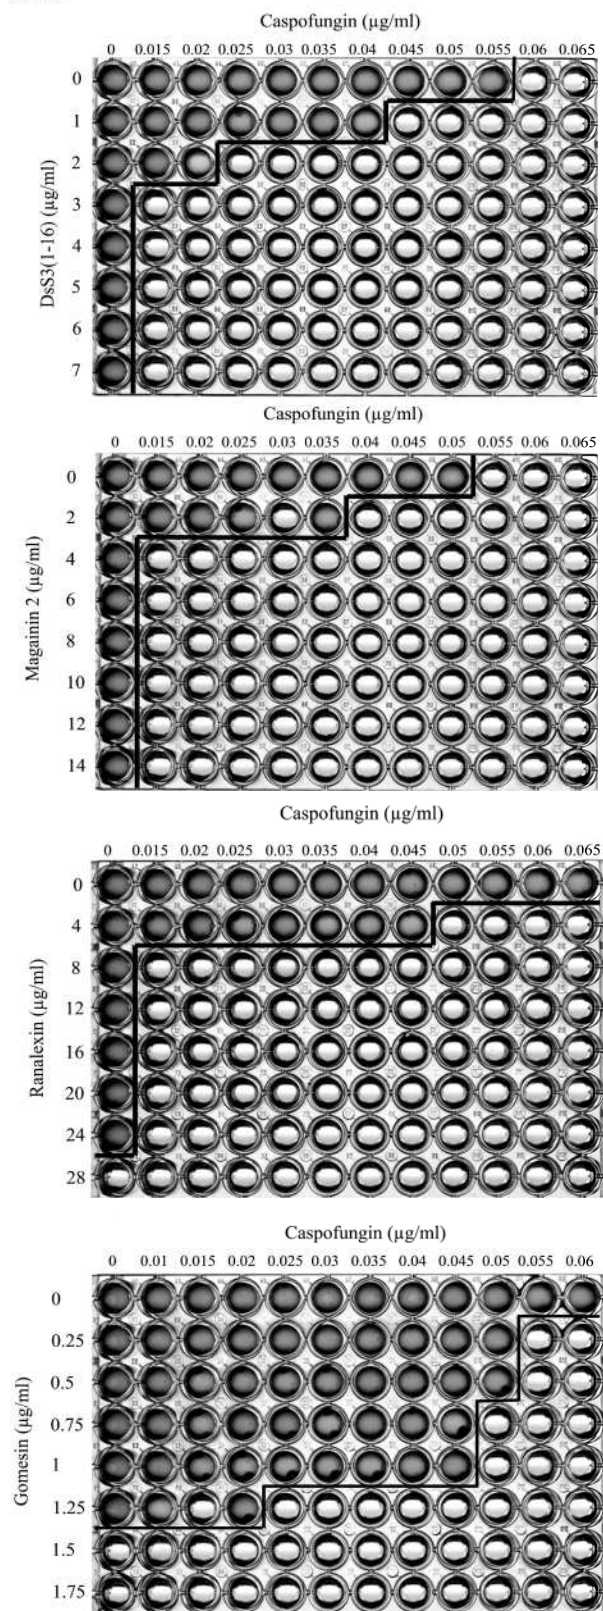 Caspofungin (µg/ml)
0 0.015 0.02 0.025 0.03 0.035 0.04 0.045 0.05 0.055 0.06 0.065
DsS3(1-16) (µg/ml)
0
1
2
3
4
5
6
7
Caspofungin (µg/ml)
0 0.015 0.02 0.025 0.03 0.035 0.04 0.045 0.05 0.055 0.06 0.065
Magainin 2 (µg/ml)
0
2
4
6
8
10
12
14
Caspofungin (µg/ml)
0 0.015 0.02 0.025 0.03 0.035 0.04 0.045 0.05 0.055 0.06 0.065
Ranalexin (µg/ml)
0
4
8
12
16
20
24
28
Caspofungin (µg/ml)
0 0.01 0.015 0.02 0.025 0.03 0.035 0.04 0.045 0.05 0.055 0.06
Gomesin (µg/ml)
0
0.25
0.5
0.75
1
1.25
1.5
1.75